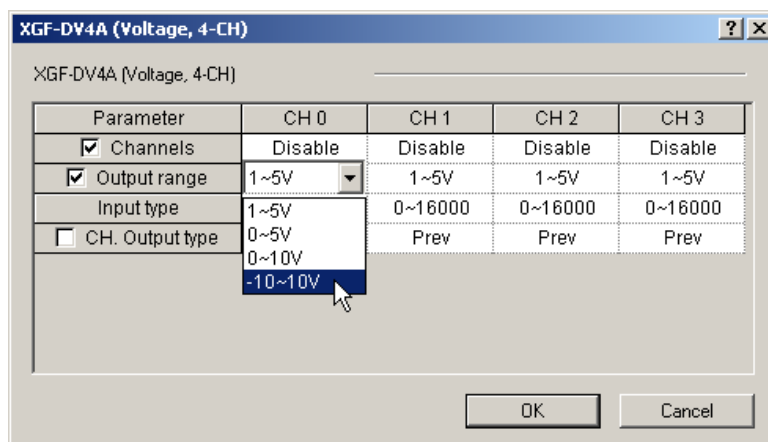 XGF-DV4A (Voltage, 4-CH)
XGF-DV4A (Voltage, 4-CH)
Parameter CH 0 CH 1 CH 2 CH 3
Channels Disable Disable Disable Disable
Output range 1~5V 1~5V 1~5V 1~5V
Input type 1~5V 0~16000 0~16000 0~16000
0~5V
CH. Output type Prev Prev Prev
0~10V
-10~10V
OK Cancel